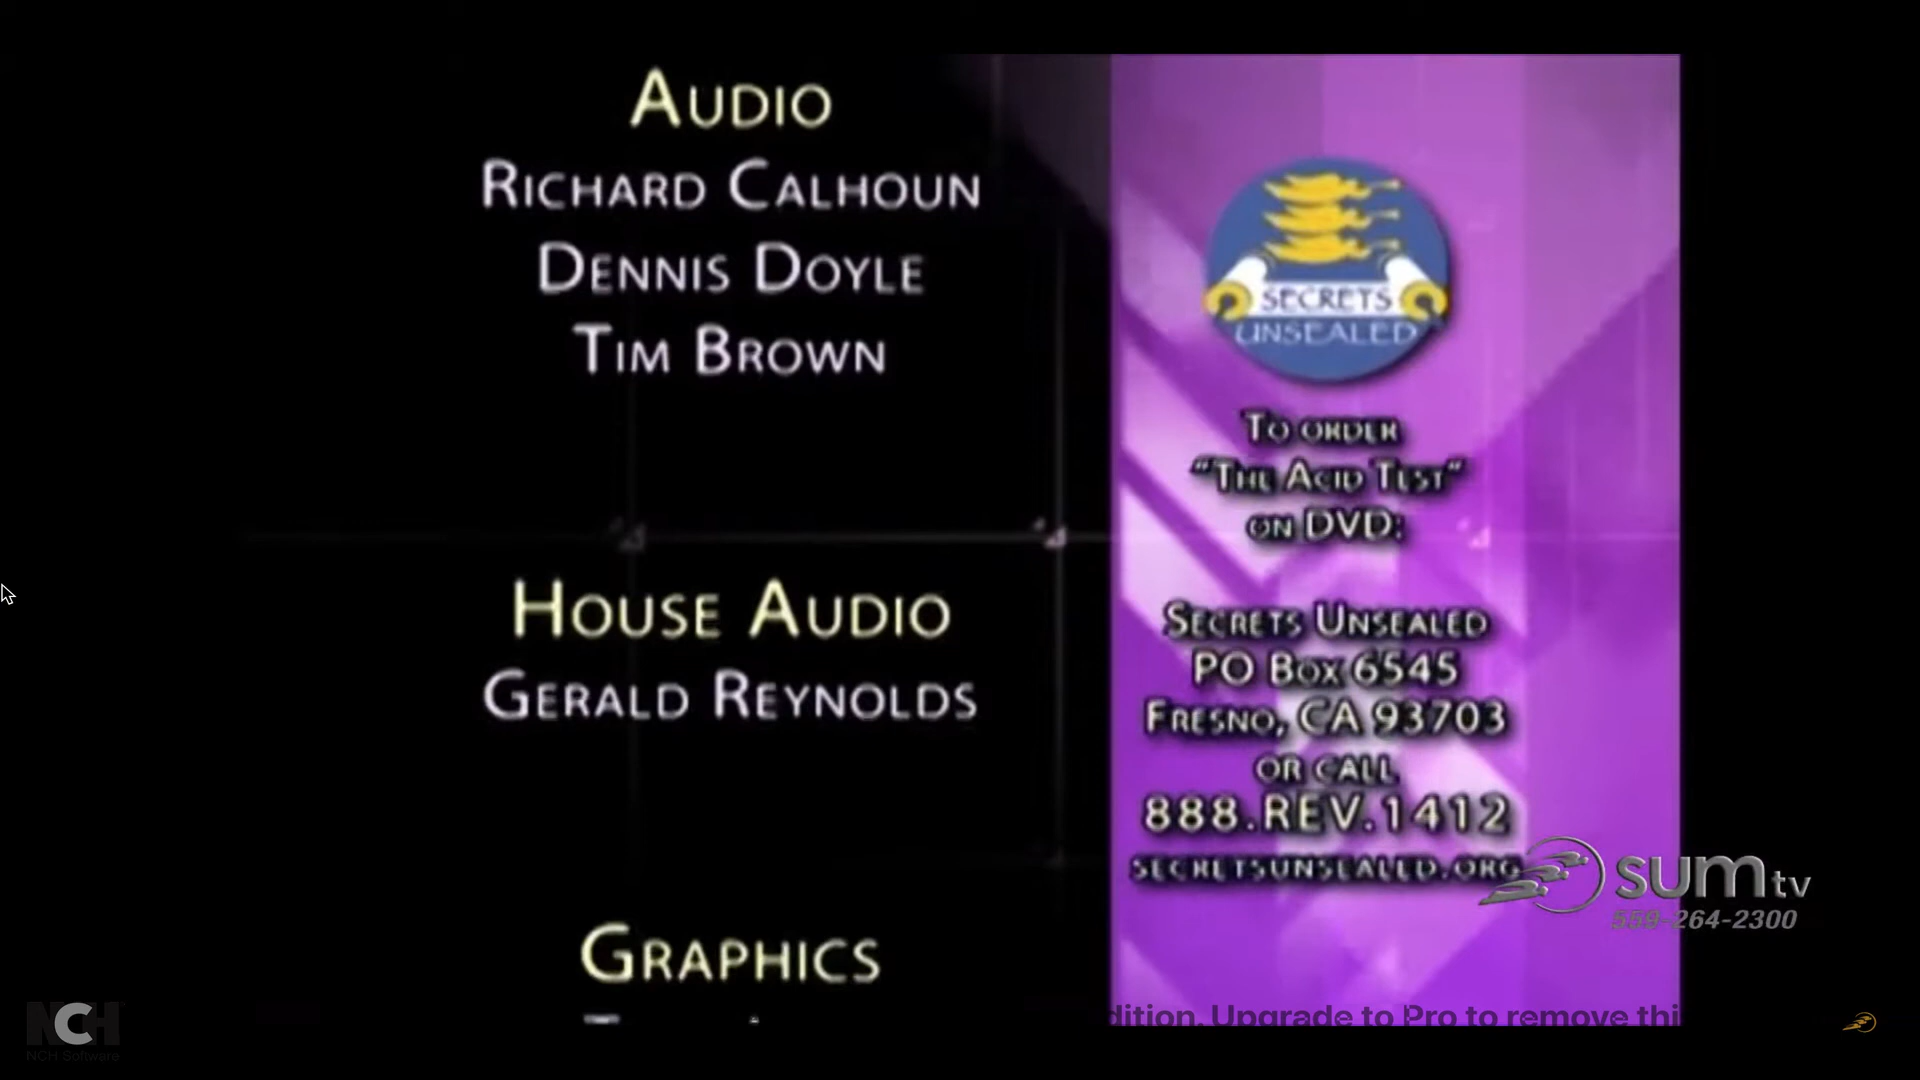 AUDIO
RICHARD CALHOUN
DENNIS DOYLE
TIM BROWN
HOUSE AUDIO
GERALD REYNOLDS
GRAPHICS
SECRETS
UNSEALED
TO ORDER
"THE ACID TEST"
ON DVD:
SECRETS UNSEALED
PO BOX 6545
FRESNO, CA 93703
OR CALL
888.REV.1412
SECRETSUNSEALED.ORG
sumtv
559-264-2300
NCH
NCH Software
dition. Upgrade to Pro to remove thi